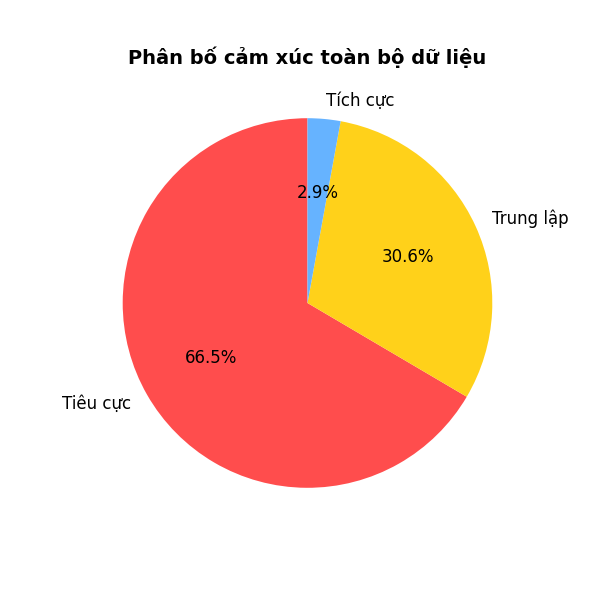 Phân bố cảm xúc toàn bộ dữ liệu
Tích cực
2.9%
Trung lập
30.6%
66.5%
Tiêu cực